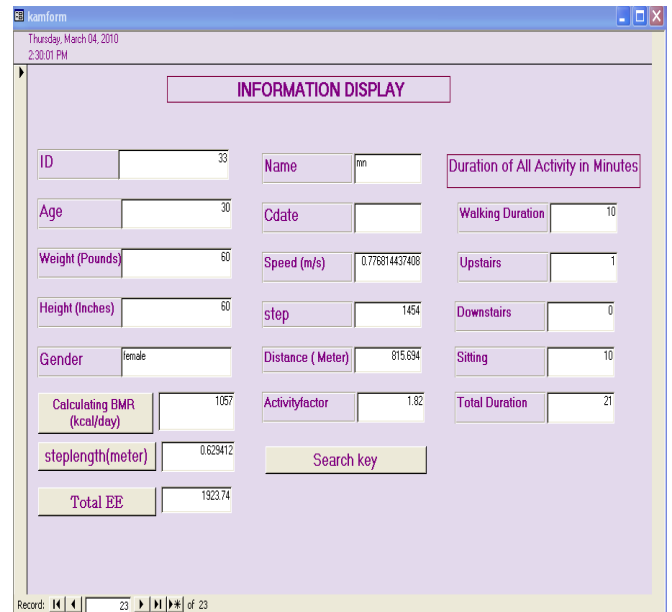 kamform
Thursday, March 04, 2010
2:30:01 PM
INFORMATION DISPLAY
ID 33
Name mn
Duration of All Activity in Minutes
Age 30
Cdate
Walking Duration 10
Weight (Pounds) 60
Speed (m/s) 0.776814437408
Upstairs 1
Height (Inches) 60
step 1454
Downstairs 0
Gender female
Distance ( Meter) 815.694
Sitting 10
Calculating BMR
(kcal/day) 1057
Activityfactor 1.82
Total Duration 21
steplength(meter) 0.629412
Search key
Total EE 1923.74
Record: 23 of 23